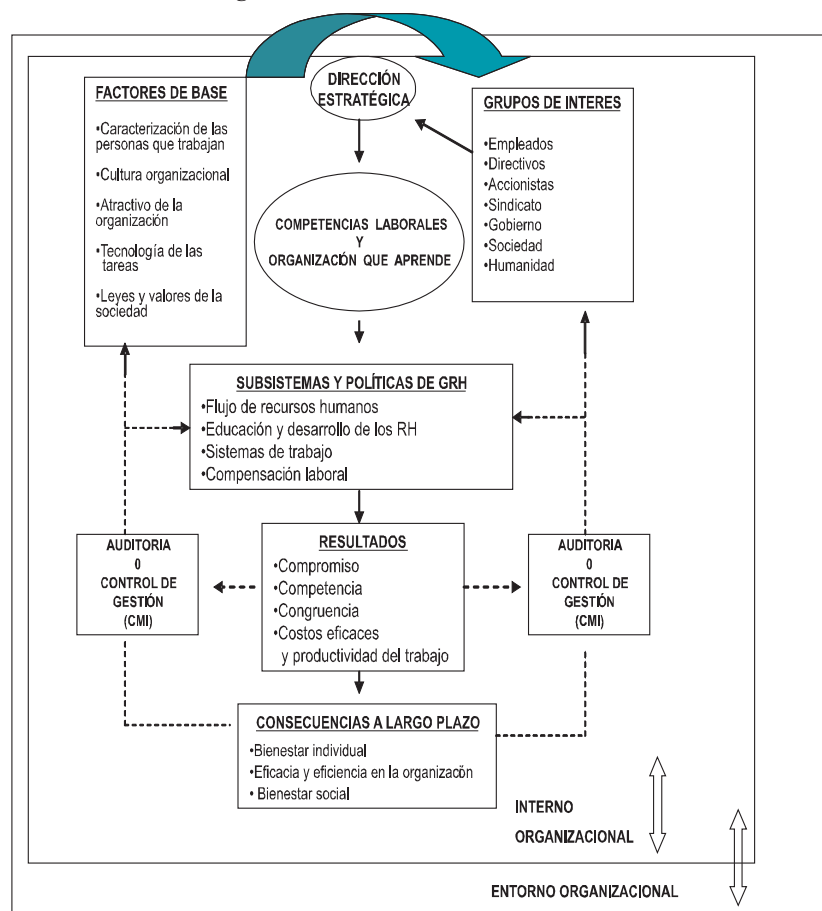 DIRECCIÓN
ESTRATÉGICA
FACTORES DE BASE
•Caracterización de las
personas que trabajan
•Cultura organizacional
•Atractivo de la
organización
•Tecnología de las
tareas
•Leyes y valores de la
sociedad
GRUPOS DE INTERES
•Empleados
•Directivos
•Accionistas
•Sindicato
•Gobierno
•Sociedad
•Humanidad
COMPETENCIAS LABORALES
Y
ORGANIZACIÓN QUE APRENDE
SUBSISTEMAS Y POLÍTICAS DE GRH
•Flujo de recursos humanos
•Educación y desarrollo de los RH
•Sistemas de trabajo
•Compensación laboral
AUDITORIA
0
CONTROL DE
GESTIÓN
(CMI)
RESULTADOS
•Compromiso
•Competencia
•Congruencia
•Costos eficaces
y productividad del trabajo
AUDITORIA
0
CONTROL DE
GESTIÓN
(CMI)
CONSECUENCIAS A LARGO PLAZO
•Bienestar individual
•Eficacia y eficiencia en la organizaciön
• Bienestar social
INTERNO
ORGANIZACIONAL
ENTORNO ORGANIZACIONAL